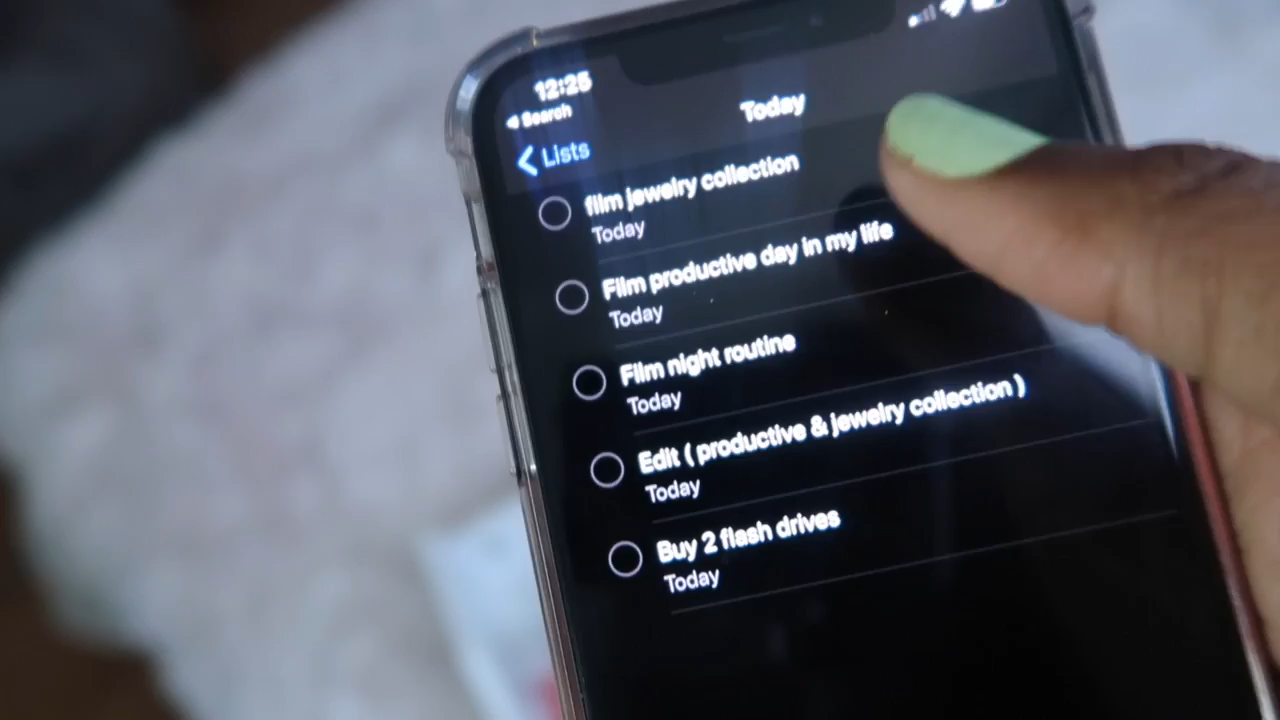 12:25
◀ Search
Today
Lists
film jewelry collection
Today
Film productive day in my life
Today
Film night routine
Today
Edit ( productive & jewelry collection )
Today
Buy 2 flash drives
Today